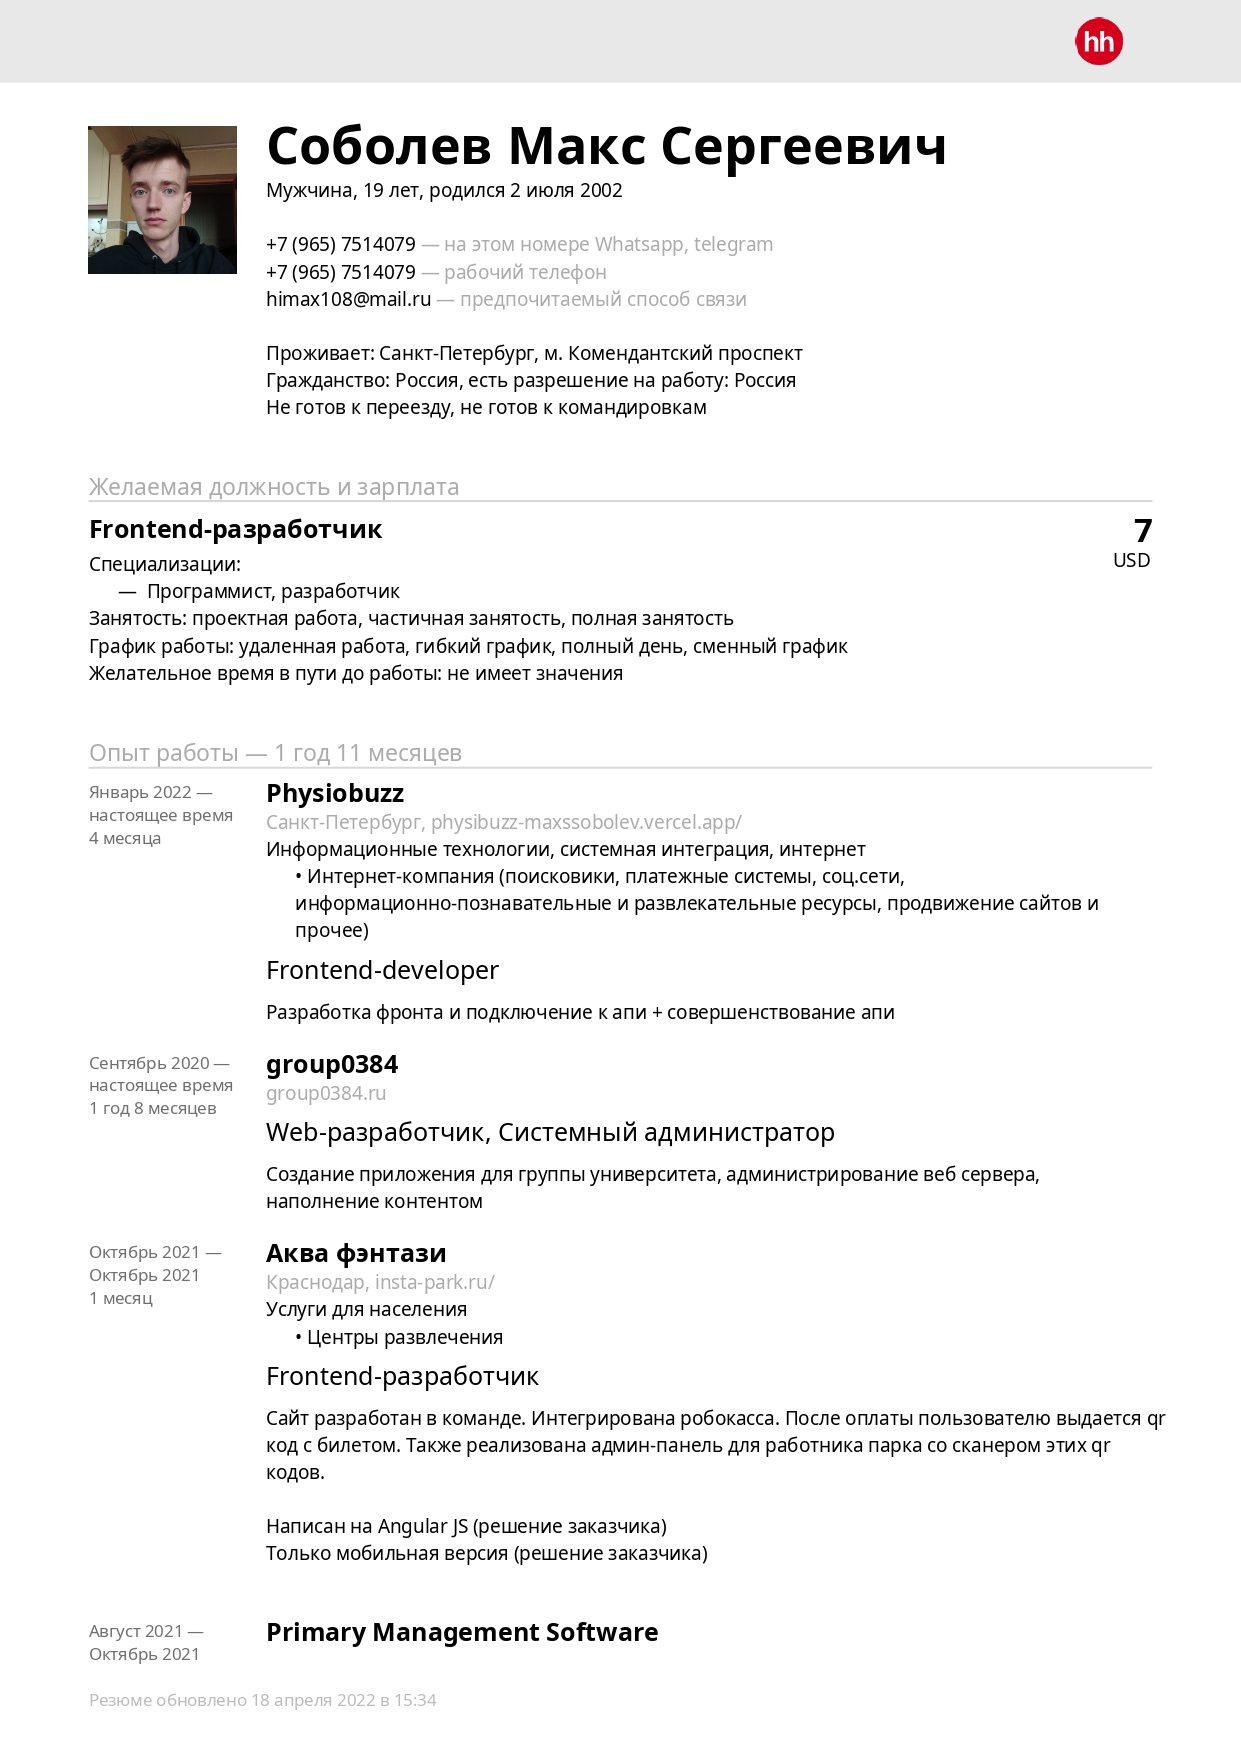 hh
Соболев Макс Сергеевич
Мужчина, 19 лет, родился 2 июля 2002
+7 (965) 7514079 — на этом номере Whatsapp, telegram
+7 (965) 7514079 — рабочий телефон
himax108@mail.ru — предпочитаемый способ связи
Проживает: Санкт-Петербург, м. Комендантский проспект
Гражданство: Россия, есть разрешение на работу: Россия
Не готов к переезду, не готов к командировкам
Желаемая должность и зарплата
Frontend-разработчик
7
USD
Специализации:
— Программист, разработчик
Занятость: проектная работа, частичная занятость, полная занятость
График работы: удаленная работа, гибкий график, полный день, сменный график
Желательное время в пути до работы: не имеет значения
Опыт работы — 1 год 11 месяцев
Январь 2022 —
настоящее время
4 месяца
Physiobuzz
Санкт-Петербург, physibuzz-maxssobolev.vercel.app/
Информационные технологии, системная интеграция, интернет
• Интернет-компания (поисковики, платежные системы, соц.сети,
информационно-познавательные и развлекательные ресурсы, продвижение сайтов и
прочее)
Frontend-developer
Разработка фронта и подключение к апи + совершенствование апи
Сентябрь 2020 —
настоящее время
1 год 8 месяцев
group0384
group0384.ru
Web-разработчик, Системный администратор
Создание приложения для группы университета, администрирование веб сервера,
наполнение контентом
Октябрь 2021 —
Октябрь 2021
1 месяц
Аква фэнтази
Краснодар, insta-park.ru/
Услуги для населения
• Центры развлечения
Frontend-разработчик
Сайт разработан в команде. Интегрирована робокасса. После оплаты пользователю выдается qr
код с билетом. Также реализована админ-панель для работника парка со сканером этих qr
кодов.
Написан на Angular JS (решение заказчика)
Только мобильная версия (решение заказчика)
Август 2021 —
Октябрь 2021
Primary Management Software
Резюме обновлено 18 апреля 2022 в 15:34